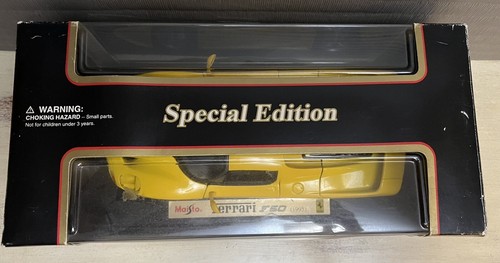 ⚠ WARNING:
CHOKING HAZARD – Small parts.
Not for children under 3 years.
Special Edition
Maisto
Ferrari F50